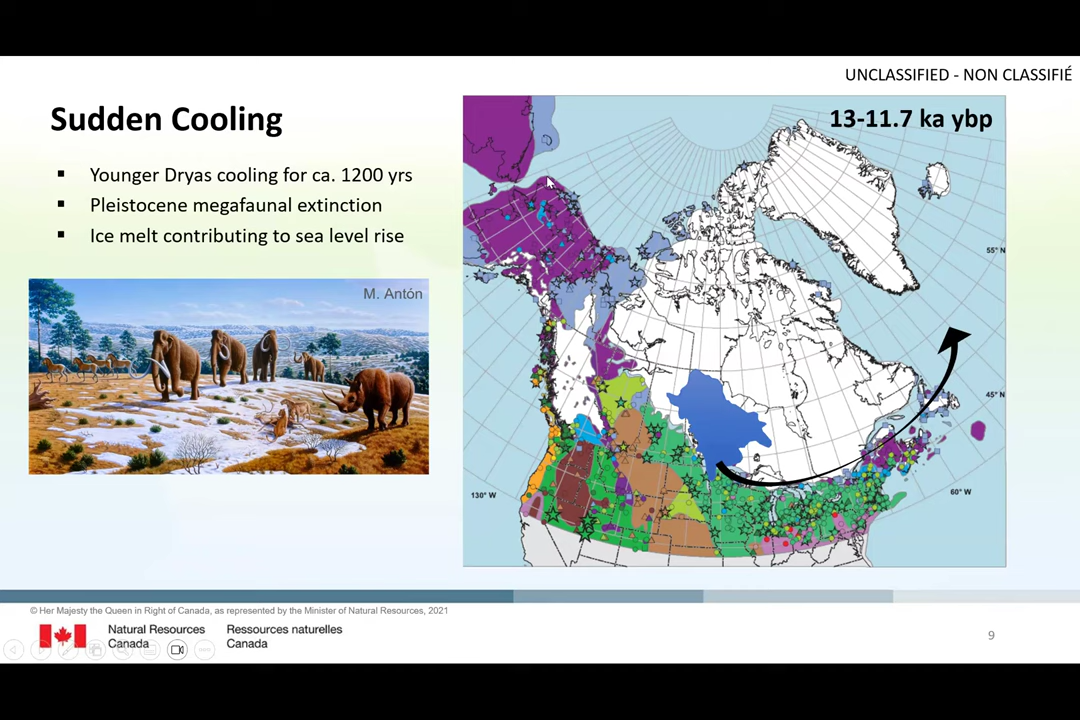 UNCLASSIFIED - NON CLASSIFIÉ
Sudden Cooling
13-11.7 ka ybp
Younger Dryas cooling for ca. 1200 yrs
Pleistocene megafaunal extinction
Ice melt contributing to sea level rise
M. Antón
55° N
45° N
130° W
60° W
© Her Majesty the Queen in Right of Canada, as represented by the Minister of Natural Resources, 2021
Natural Resources Canada
Ressources naturelles Canada
9